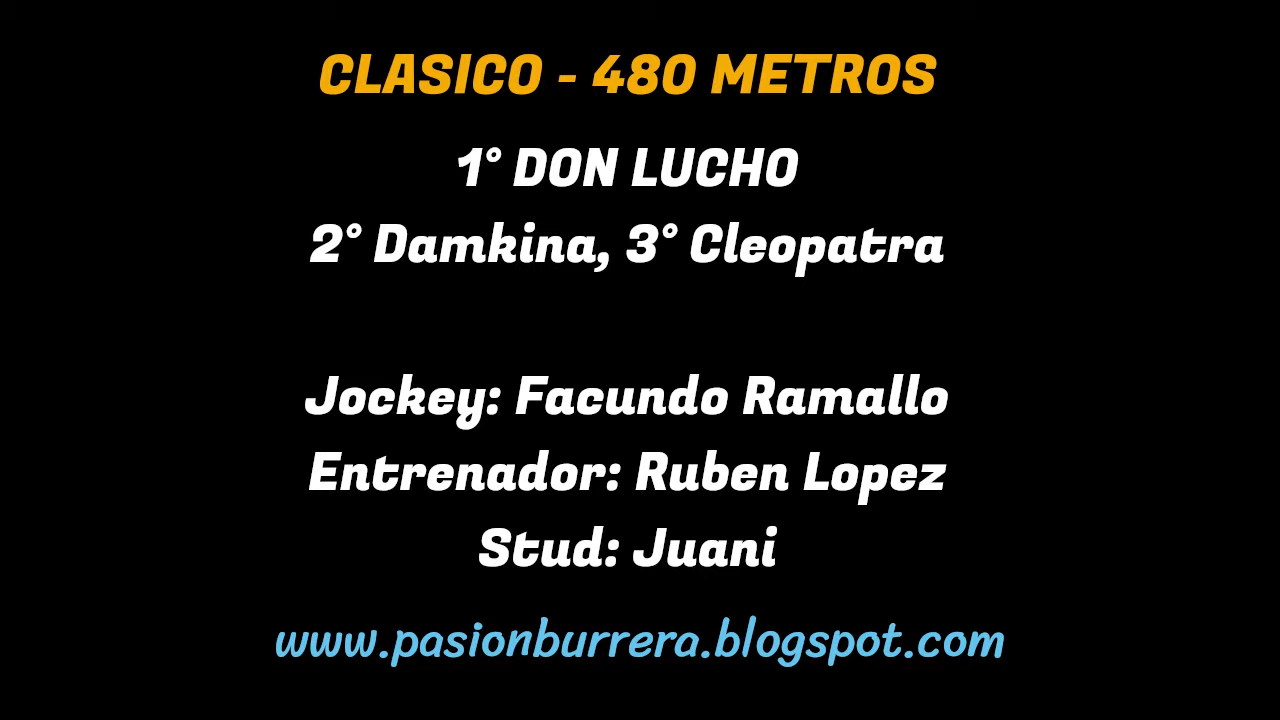 CLASICO - 480 METROS
1° DON LUCHO
2° Damkina, 3° Cleopatra
Jockey: Facundo Ramallo
Entrenador: Ruben Lopez
Stud: Juani
www.pasionburrera.blogspot.com